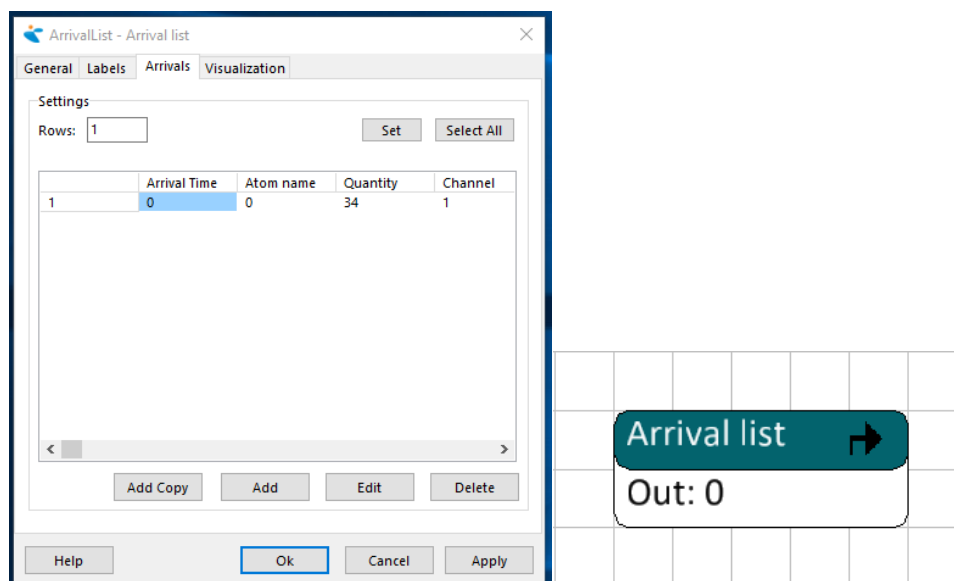 ArrivalList - Arrival list
General Labels Arrivals Visualization
Settings
Rows: 1 Set Select All
Arrival Time Atom name Quantity Channel
1 0 0 34 1
Add Copy Add Edit Delete
Help Ok Cancel Apply
Arrival list
Out: 0